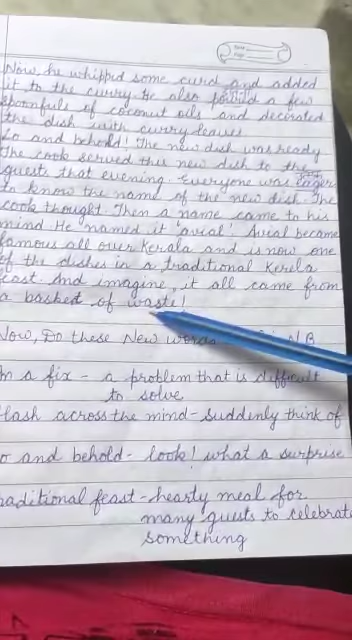 Now, he whipped some curd and added
it to the curry. He also poured a few
spoonfuls of coconut oils and decorated
the dish with curry leaves
Lo and behold! The new dish was ready
The cook served the new dish to the
guests that evening. Everyone was eager
to know the name of the new dish. The
cook thought. Then a name came to his
mind He named it 'avial'. Avial became
famous all over Kerala and is now one
of the dishes in a traditional Kerela
feast And imagine, it all came from
a basket of waste!
Now, Do these New words N.B
In a fix - a problem that is difficult
to solve
flash across the mind - suddenly think of
o and behold - look! what a surprise
raditional feast - hearty meal for
many guests to celebrate
something